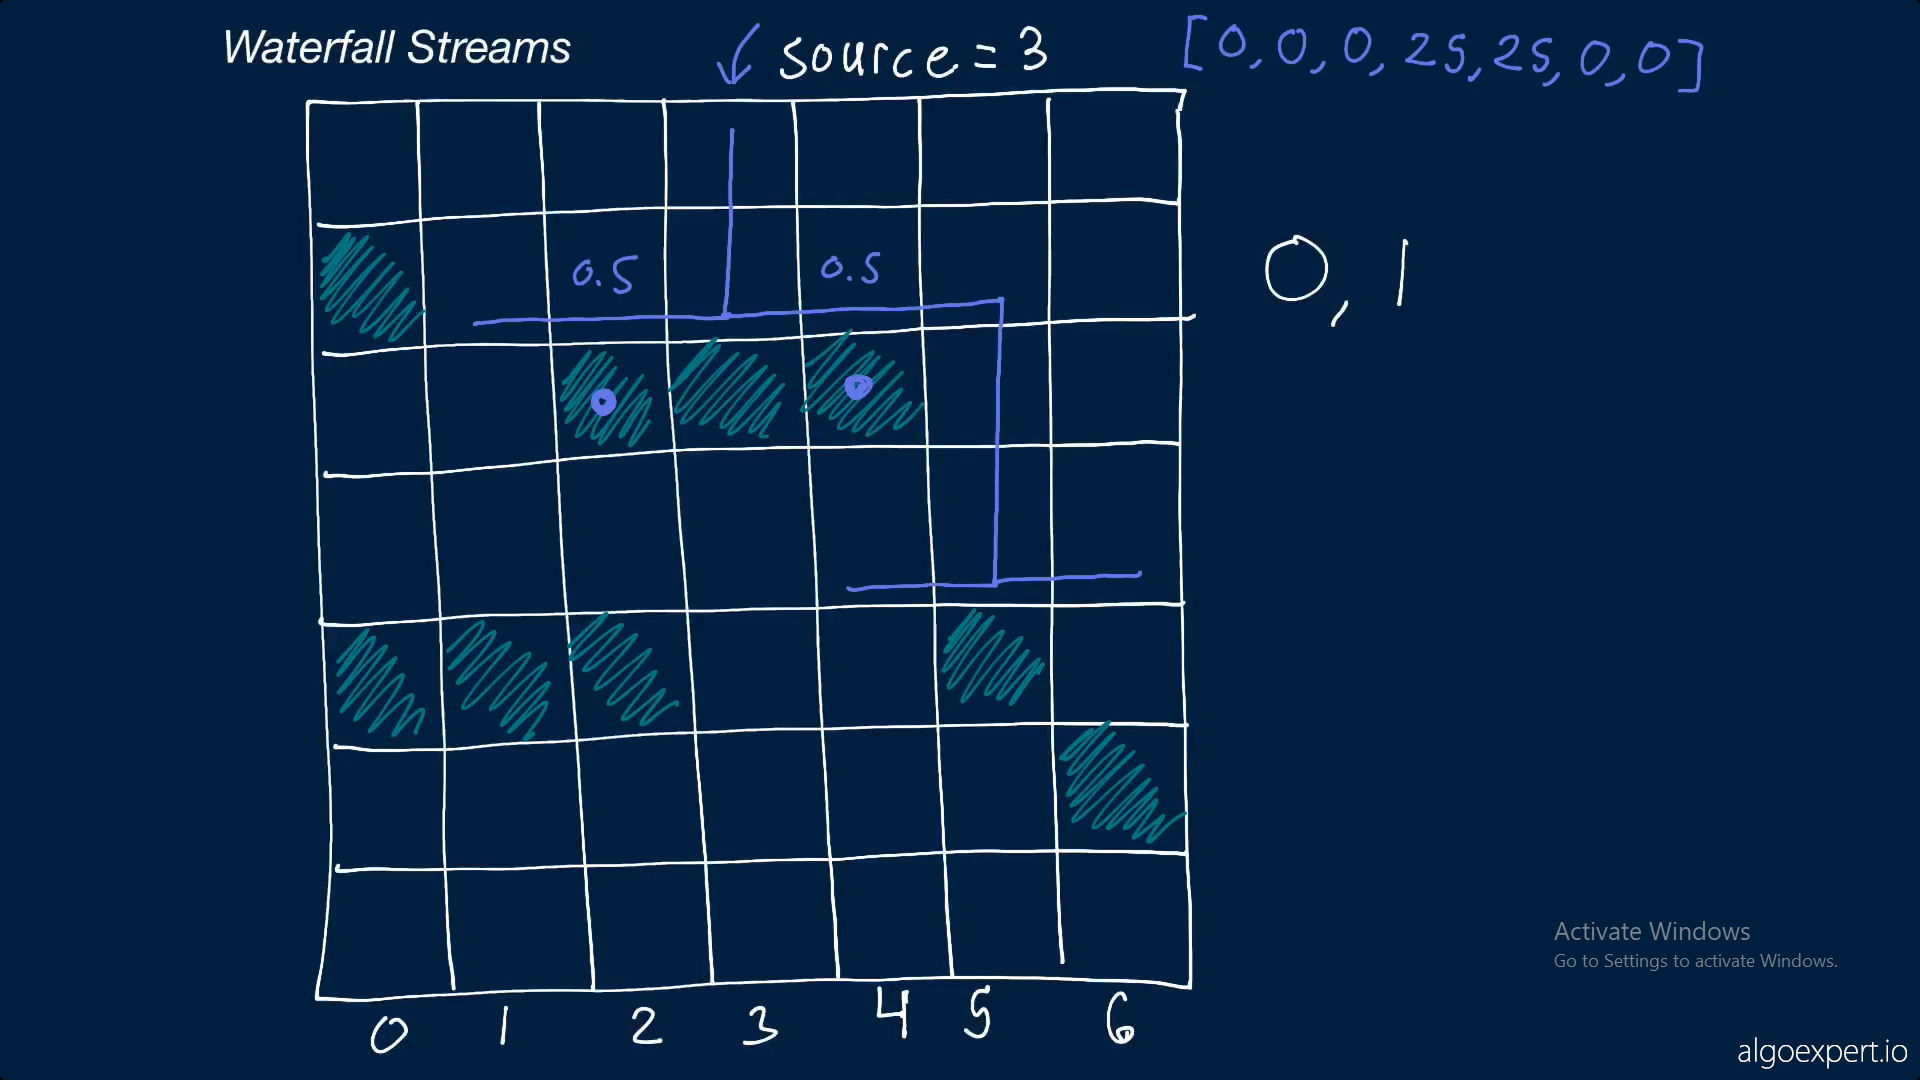 Waterfall Streams
source = 3
[0,0,0,25,25,0,0]
0.5 0.5
0, 1
Activate Windows
Go to Settings to activate Windows.
0 1 2 3 4 5 6
algoexpert.io